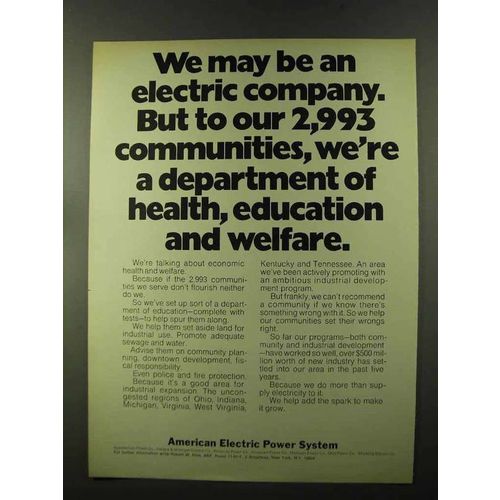 We may be an
electric company.
But to our 2,993
communities, we're
a department of
health, education
and welfare.
We're talking about economic
health and welfare.
Because if the 2,993 communi-
ties we serve don't flourish neither
do we.
So we've set up sort of a depart-
ment of education—complete with
tests—to help spur them along.
We help them set aside land for
industrial use. Promote adequate
sewage and water.
Advise them on community plan-
ning, downtown development, fis-
cal responsibility.
Even police and fire protection.
Because it's a good area for
industrial expansion. The uncon-
gested regions of Ohio, Indiana,
Michigan, Virginia, West Virginia,
Kentucky and Tennessee. An area
we've been actively promoting with
an ambitious industrial develop-
ment program.
But frankly, we can't recommend
a community if we know there's
something wrong with it. So we help
our communities set their wrongs
right.
So far our programs—both com-
munity and industrial development
—have worked so well, over $500 mil-
lion worth of new industry has set-
tled into our area in the past five
years.
Because we do more than sup-
ply electricity to it.
We help add the spark to make
it grow.
American Electric Power System